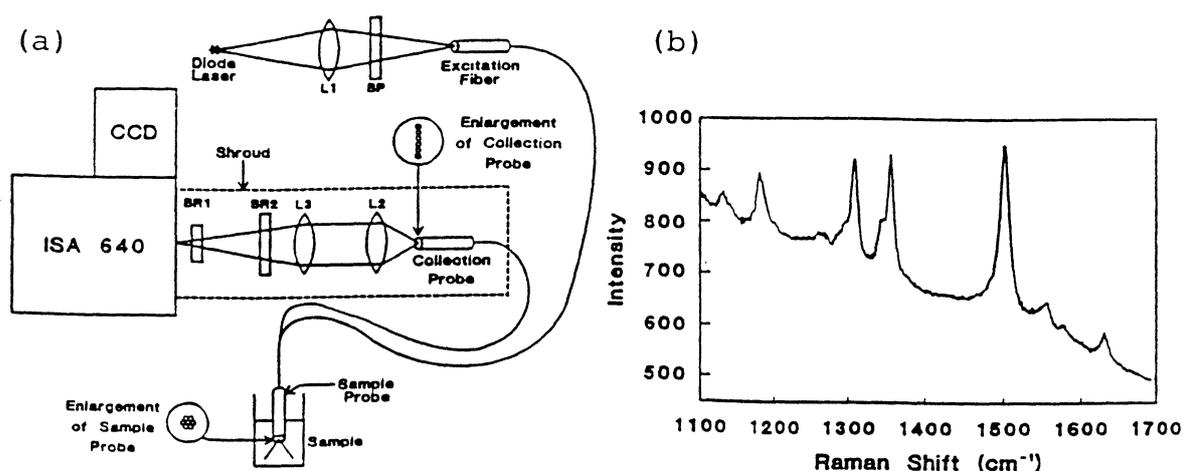 (a)
Diode
Laser
L1
BP
Excitation
Fiber
CCD
Shroud
Enlargement
of Collection
Probe
ISA 640
BR1
BR2
L3
L2
Collection
Probe
Sample
Probe
Enlargement
of Sample
Probe
Sample
(b)
1000
900
800
700
600
500
Intensity
1100 1200 1300 1400 1500 1600 1700
Raman Shift (cm⁻¹)